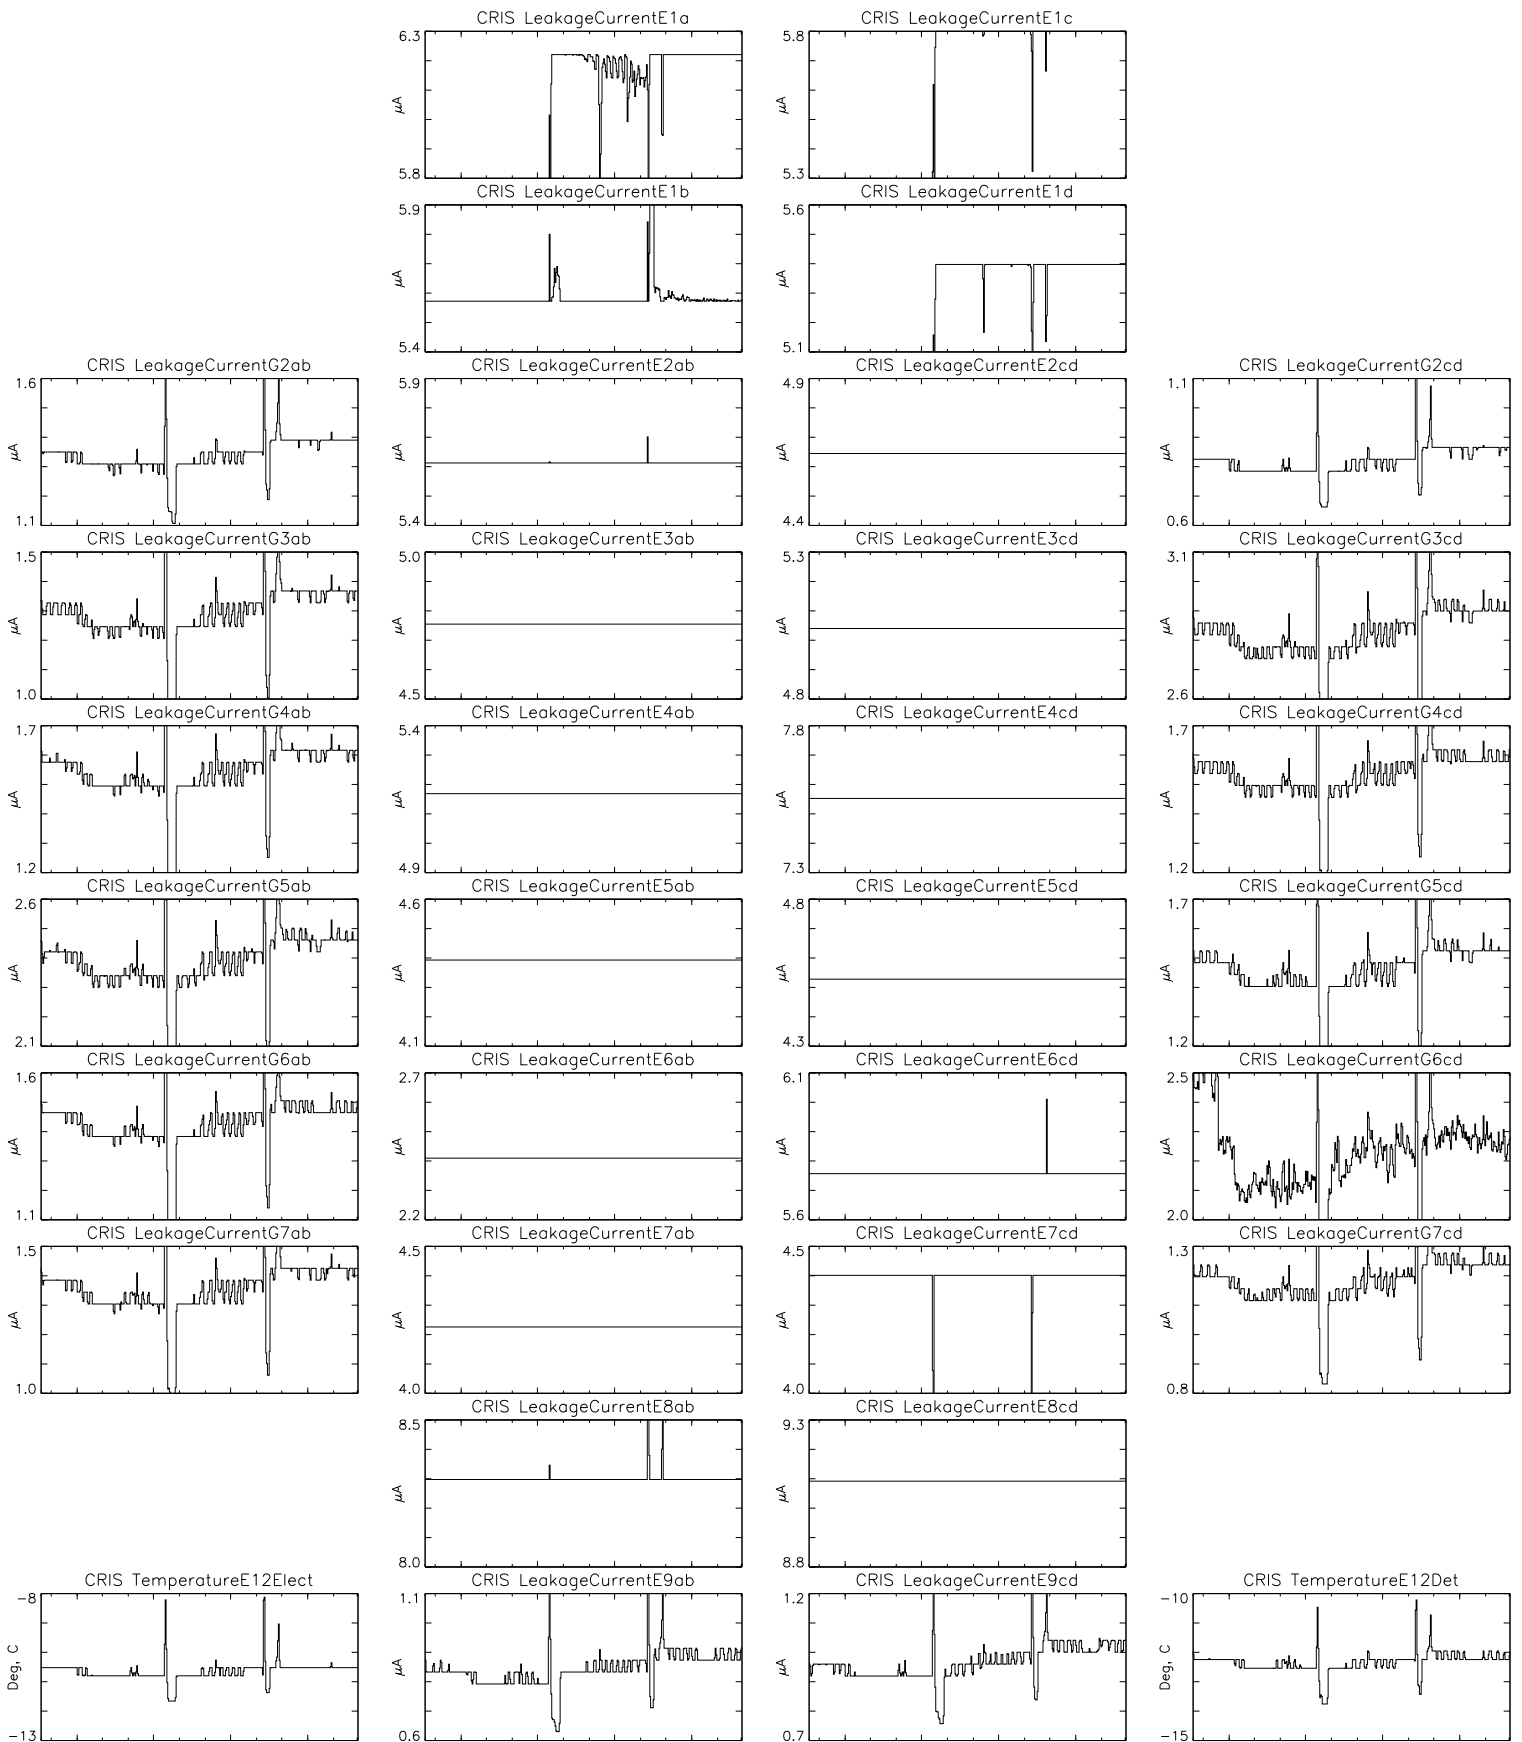 CRIS LeakageCurrentE1a CRIS LeakageCurrentE1c
6.3 5.8
μA μA
5.8 5.3
CRIS LeakageCurrentE1b CRIS LeakageCurrentE1d
5.9 5.6
μA μA
5.4 5.1
CRIS LeakageCurrentG2ab CRIS LeakageCurrentE2ab CRIS LeakageCurrentE2cd CRIS LeakageCurrentG2cd
1.6 5.9 4.9 1.1
μA μA μA μA
1.1 5.4 4.4 0.6
CRIS LeakageCurrentG3ab CRIS LeakageCurrentE3ab CRIS LeakageCurrentE3cd CRIS LeakageCurrentG3cd
1.5 5.0 5.3 3.1
μA μA μA μA
1.0 4.5 4.8 2.6
CRIS LeakageCurrentG4ab CRIS LeakageCurrentE4ab CRIS LeakageCurrentE4cd CRIS LeakageCurrentG4cd
1.7 5.4 7.8 1.7
μA μA μA μA
1.2 4.9 7.3 1.2
CRIS LeakageCurrentG5ab CRIS LeakageCurrentE5ab CRIS LeakageCurrentE5cd CRIS LeakageCurrentG5cd
2.6 4.6 4.8 1.7
μA μA μA μA
2.1 4.1 4.3 1.2
CRIS LeakageCurrentG6ab CRIS LeakageCurrentE6ab CRIS LeakageCurrentE6cd CRIS LeakageCurrentG6cd
1.6 2.7 6.1 2.5
μA μA μA μA
1.1 2.2 5.6 2.0
CRIS LeakageCurrentG7ab CRIS LeakageCurrentE7ab CRIS LeakageCurrentE7cd CRIS LeakageCurrentG7cd
1.5 4.5 4.5 1.3
μA μA μA μA
1.0 4.0 4.0 0.8
CRIS LeakageCurrentE8ab CRIS LeakageCurrentE8cd
8.5 9.3
μA μA
8.0 8.8
CRIS TemperatureE12Elect CRIS LeakageCurrentE9ab CRIS LeakageCurrentE9cd CRIS TemperatureE12Det
-8 1.1 1.2 -10
Deg, C μA μA Deg, C
-13 0.6 0.7 -15